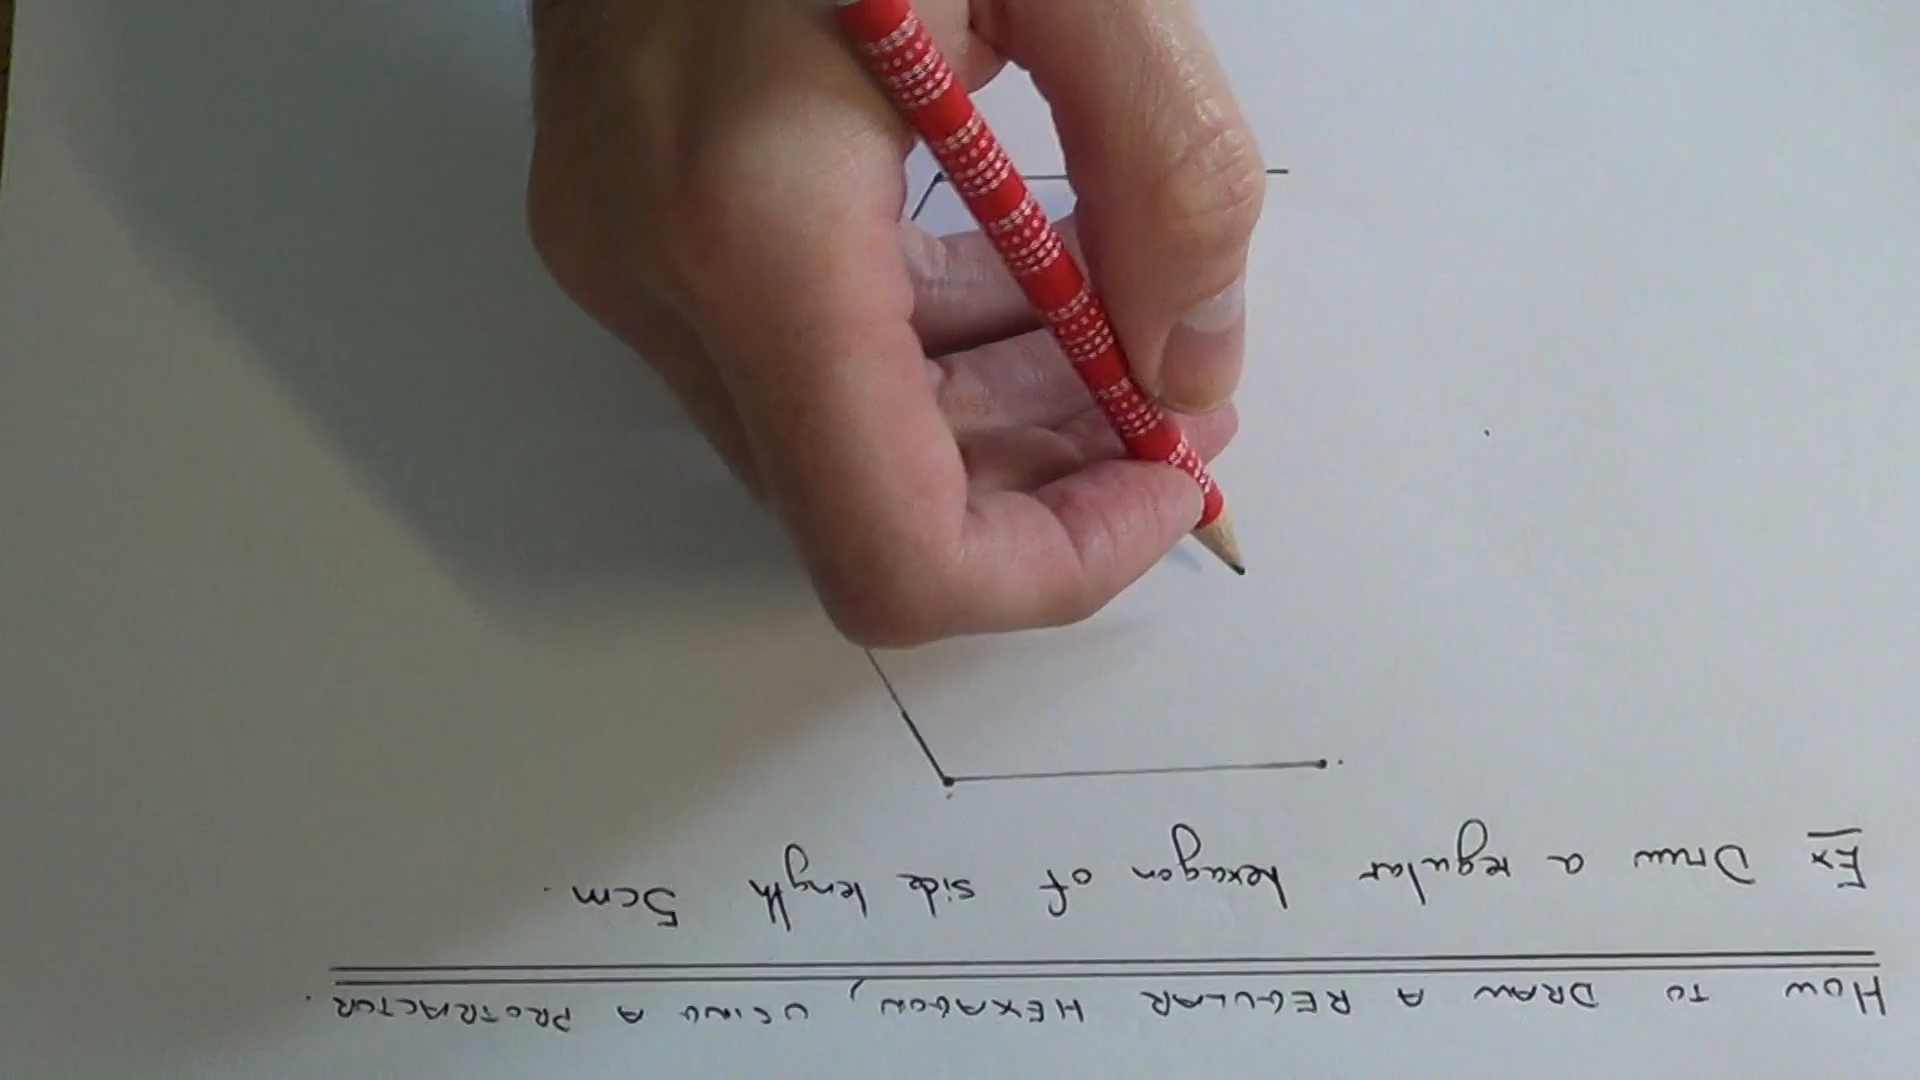 HOW TO DRAW A REGULAR HEXAGON, USING A PROTRACTOR.
Ex Draw a regular hexagon of side length 5cm.